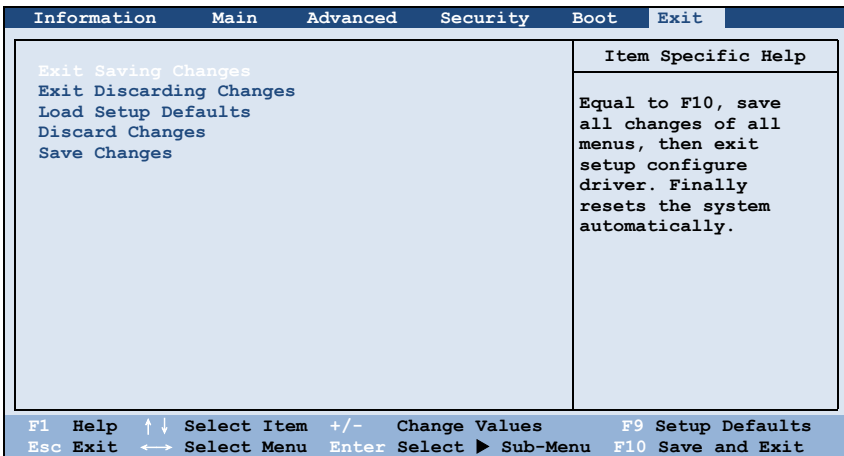 Information Main Advanced Security Boot Exit
Item Specific Help
Exit Saving Changes
Exit Discarding Changes
Load Setup Defaults
Discard Changes
Save Changes
Equal to F10, save
all changes of all
menus, then exit
setup configure
driver. Finally
resets the system
automatically.
F1 Help ↑↓ Select Item +/- Change Values F9 Setup Defaults
Esc Exit ←→ Select Menu Enter Select ▶ Sub-Menu F10 Save and Exit